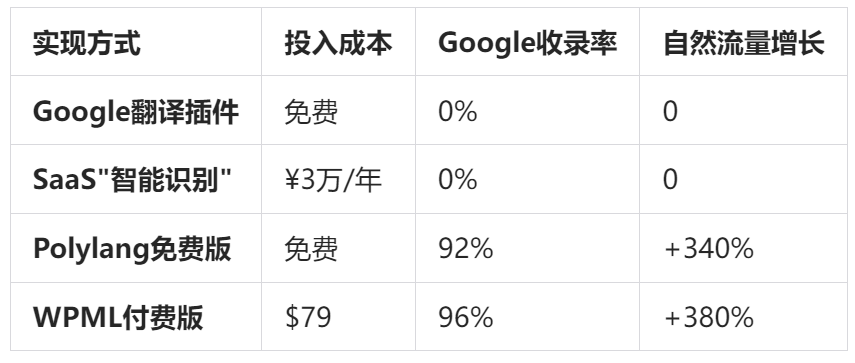 实现方式 投入成本 Google收录率 自然流量增长
Google翻译插件 免费 0% 0
SaaS"智能识别" ¥3万/年 0% 0
Polylang免费版 免费 92% +340%
WPML付费版 $79 96% +380%